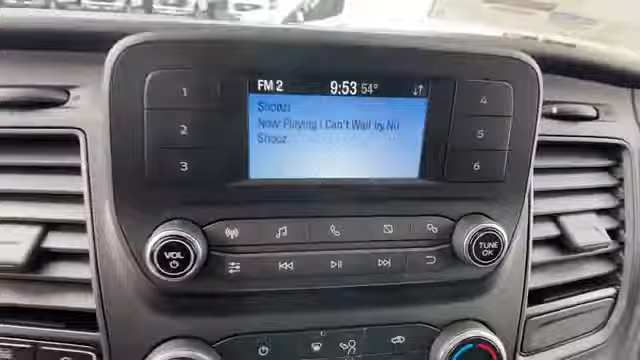 FM 2 9:53 54°
1 Shooz 4
2 Now Playing I Can't Wait by Nu 5
Shooz
3 6
VOL TUNE
OK